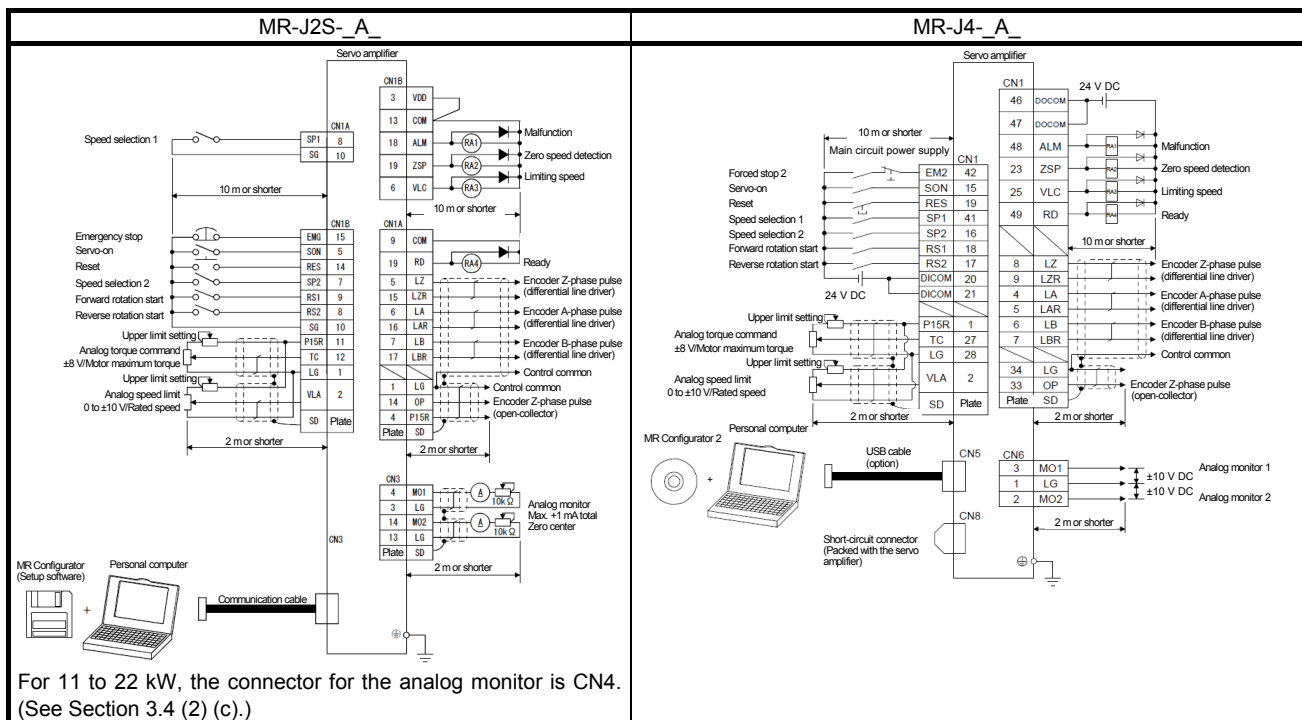 MR-J2S-_A_
Servo amplifier
CN1B
3 VDD
13 COM
18 ALM RA1 Malfunction
19 ZSP RA2 Zero speed detection
6 VLC RA3 Limiting speed
10 m or shorter
CN1A
Speed selection 1 SP1 8
SG 10
10 m or shorter
CN1B
Emergency stop EMG 15
Servo-on SON 5
Reset RES 14
Speed selection 2 SP2 7
Forward rotation start RS1 9
Reverse rotation start RS2 8
SG 10
Upper limit setting P15R 11
Analog torque command TC 12
±8 V/Motor maximum torque
LG 1
Upper limit setting
Analog speed limit VLA 2
0 to ±10 V/Rated speed
SD Plate
2 m or shorter
CN1A
9 COM
19 RD RA4 Ready
5 LZ Encoder Z-phase pulse
15 LZR (differential line driver)
6 LA Encoder A-phase pulse
16 LAR (differential line driver)
7 LB Encoder B-phase pulse
17 LBR (differential line driver)
Control common
1 LG Control common
14 OP Encoder Z-phase pulse
4 P15R (open-collector)
Plate SD
2 m or shorter
CN3
4 MO1 A 10k Ω
3 LG
14 MO2 A 10k Ω
13 LG
Plate SD
Analog monitor
Max. +1 mA total
Zero center
2 m or shorter
CN3
MR Configurator
(Setup software)
+
Personal computer
Communication cable
For 11 to 22 kW, the connector for the analog monitor is CN4.
(See Section 3.4 (2) (c).)
MR-J4-_A_
Servo amplifier
CN1
24 V DC
46 DOCOM
47 DOCOM
48 ALM RA1 Malfunction
23 ZSP RA2 Zero speed detection
25 VLC RA3 Limiting speed
49 RD RA4 Ready
10 m or shorter
10 m or shorter
Main circuit power supply
CN1
Forced stop 2 EM2 42
Servo-on SON 15
Reset RES 19
Speed selection 1 SP1 41
Speed selection 2 SP2 16
Forward rotation start RS1 18
Reverse rotation start RS2 17
DICOM 20
24 V DC DICOM 21
Upper limit setting P15R 1
Analog torque command TC 27
±8 V/Motor maximum torque
LG 28
Upper limit setting
Analog speed limit VLA 2
0 to ±10 V/Rated speed
SD Plate
2 m or shorter
8 LZ Encoder Z-phase pulse
9 LZR (differential line driver)
4 LA Encoder A-phase pulse
5 LAR (differential line driver)
6 LB Encoder B-phase pulse
7 LBR (differential line driver)
Control common
34 LG
33 OP Encoder Z-phase pulse
(open-collector)
Plate SD
2 m or shorter
MR Configurator 2
+
Personal computer
USB cable
(option)
CN5
CN6
3 MO1 Analog monitor 1
±10 V DC
1 LG
±10 V DC
2 MO2 Analog monitor 2
2 m or shorter
CN8
Short-circuit connector
(Packed with the servo
amplifier)